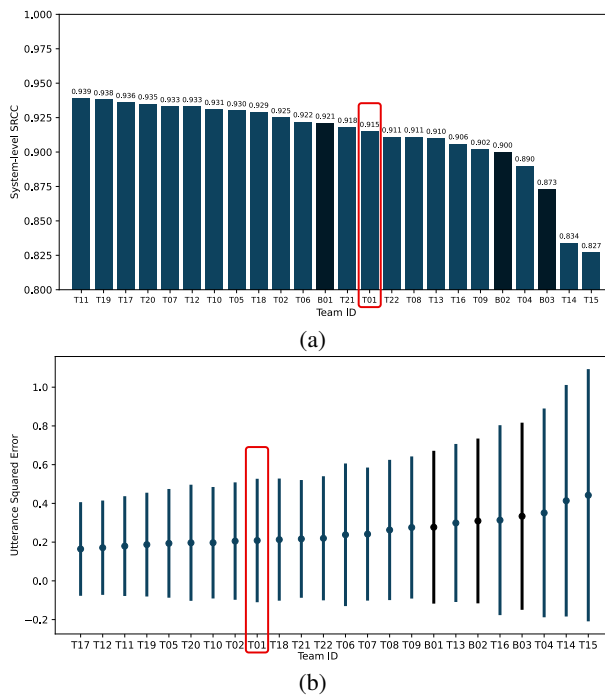 1.000
0.975
0.950
0.925
0.900
0.875
0.850
0.825
0.800
System-level SRCC
0.939 0.938 0.936 0.935 0.933 0.933 0.931 0.930 0.929 0.925 0.922 0.921 0.918 0.915 0.911 0.911 0.910 0.906 0.902 0.900 0.890 0.873 0.834 0.827
T11 T19 T17 T20 T07 T12 T10 T05 T18 T02 T06 B01 T21 T01 T22 T08 T13 T16 T09 B02 T04 B03 T14 T15
Team ID
(a)
1.0
0.8
0.6
0.4
0.2
0.0
−0.2
Utterance Squared Error
T17 T12 T11 T19 T05 T20 T10 T02 T01 T18 T21 T22 T06 T07 T08 T09 B01 T13 B02 T16 B03 T04 T14 T15
Team ID
(b)